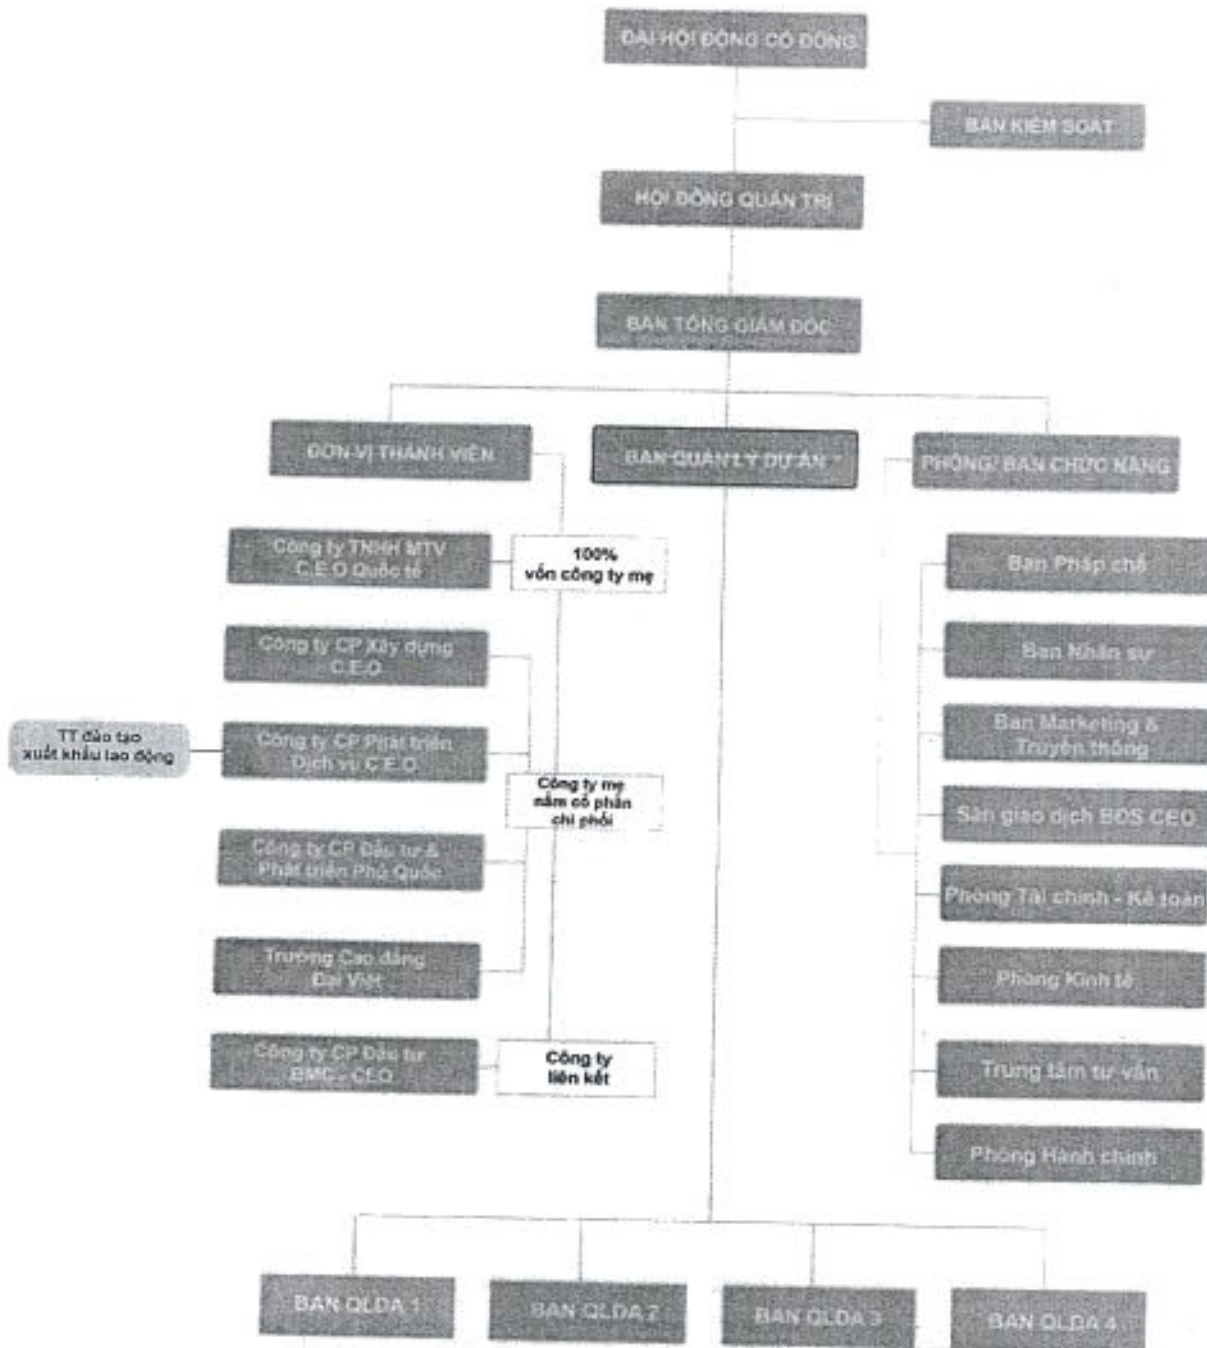 ĐẠI HỘI ĐỒNG CỔ ĐÔNG
BAN KIỂM SOÁT
HỘI ĐỒNG QUẢN TRỊ
BAN TỔNG GIÁM ĐỐC
ĐƠN VỊ THÀNH VIÊN
BAN QUẢN LÝ DỰ ÁN
PHÒNG/ BAN CHỨC NĂNG
Công ty TNHH MTV
C.E.O Quốc tế
100%
vốn công ty mẹ
Ban Pháp chế
Công ty CP Xây dựng
C.E.O
Ban Nhân sự
TT đào tạo
xuất khẩu lao động
Công ty CP Phát triển
Dịch vụ C.E.O
Ban Marketing &
Truyền thông
Công ty mẹ
nắm cổ phần
chi phối
Sàn giao dịch BĐS CEO
Công ty CP Đầu tư &
Phát triển Phú Quốc
Phòng Tài chính - Kế toán
Trường Cao đẳng
Đại Việt
Phòng Kinh tế
Công ty CP Đầu tư
BMC - CEO
Công ty
liên kết
Trung tâm tư vấn
Phòng Hành chính
BAN QLDA 1
BAN QLDA 2
BAN QLDA 3
BAN QLDA 4